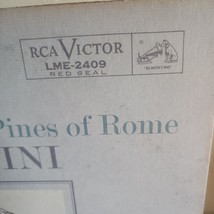 RCA VICTOR
LME-2409
RED SEAL
Pines of Rome
INI